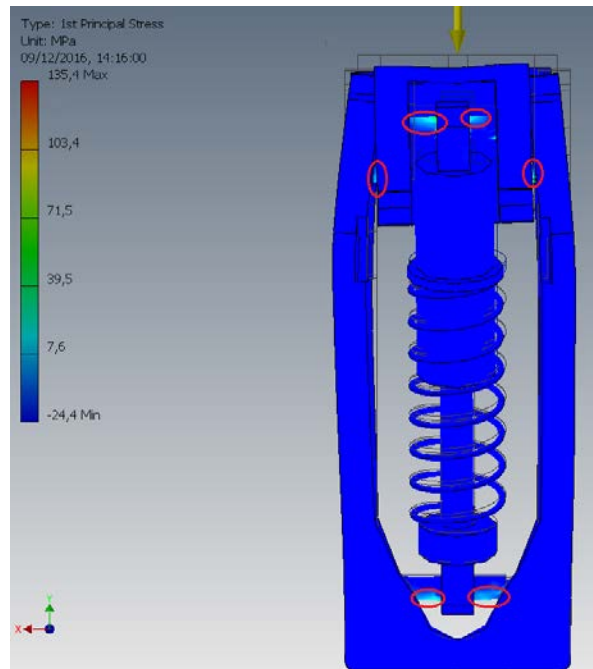 Type: 1st Principal Stress
Unit: MPa
09/12/2016, 14:16:00
135,4 Max
103,4
71,5
39,5
7,6
-24,4 Min
Y
X